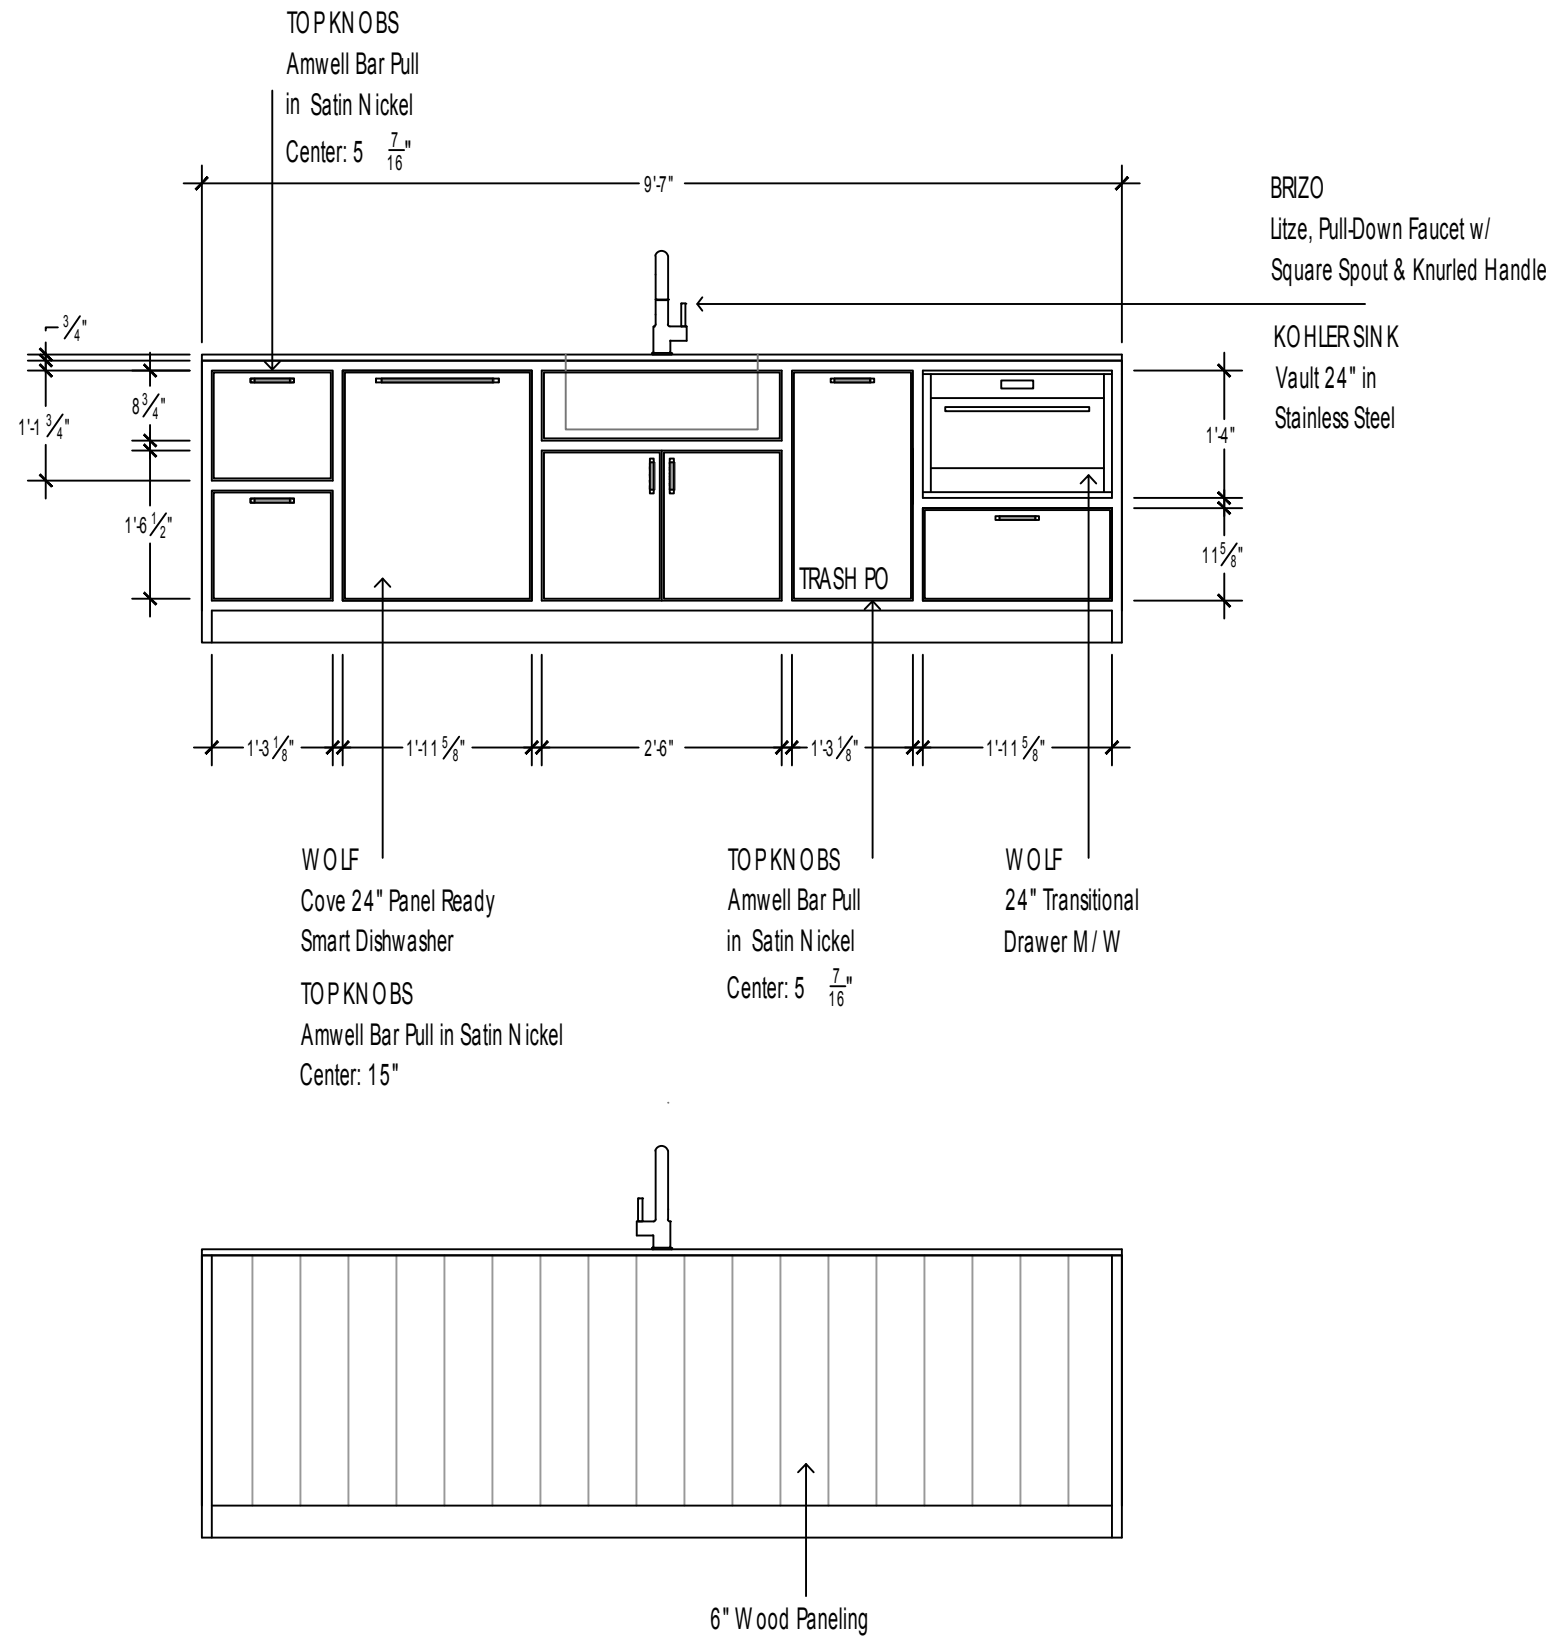 TOPKNOBS
Amwell Bar Pull
in Satin Nickel
Center: 5 7/16"
9'-7"
BRIZO
Litze, Pull-Down Faucet w/
Square Spout & Knurled Handle
KOHLER SINK
Vault 24" in
Stainless Steel
3/4"
8 3/4"
1'-1 3/4"
1'-6 1/2"
1'-4"
11 5/8"
TRASH PO
1'-3 1/8"
1'-11 5/8"
2'-6"
1'-3 1/8"
1'-11 5/8"
WOLF
Cove 24" Panel Ready
Smart Dishwasher
TOPKNOBS
Amwell Bar Pull in Satin Nickel
Center: 15"
TOPKNOBS
Amwell Bar Pull
in Satin Nickel
Center: 5 7/16"
WOLF
24" Transitional
Drawer M/W
6" Wood Paneling